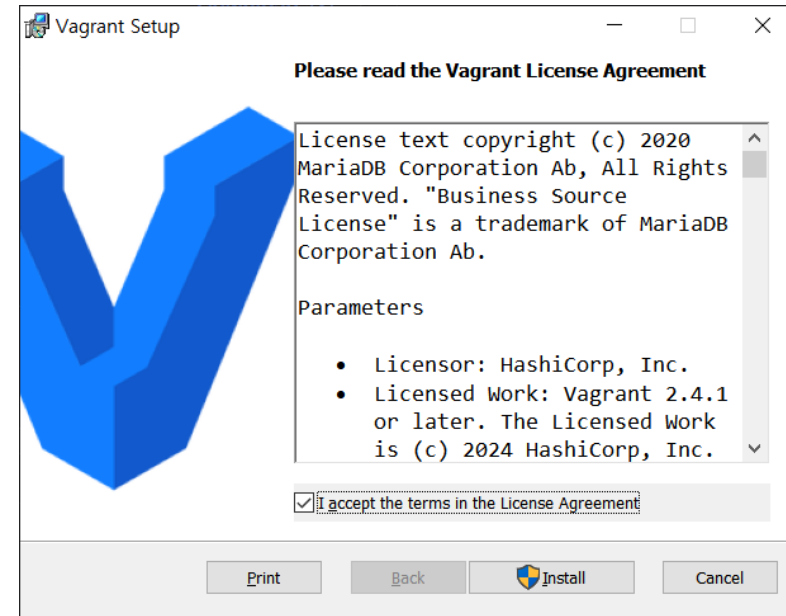 Vagrant Setup
Please read the Vagrant License Agreement
License text copyright (c) 2020
MariaDB Corporation Ab, All Rights
Reserved. "Business Source
License" is a trademark of MariaDB
Corporation Ab.
Parameters
• Licensor: HashiCorp, Inc.
• Licensed Work: Vagrant 2.4.1
or later. The Licensed Work
is (c) 2024 HashiCorp, Inc.
I accept the terms in the License Agreement
Print Back Install Cancel